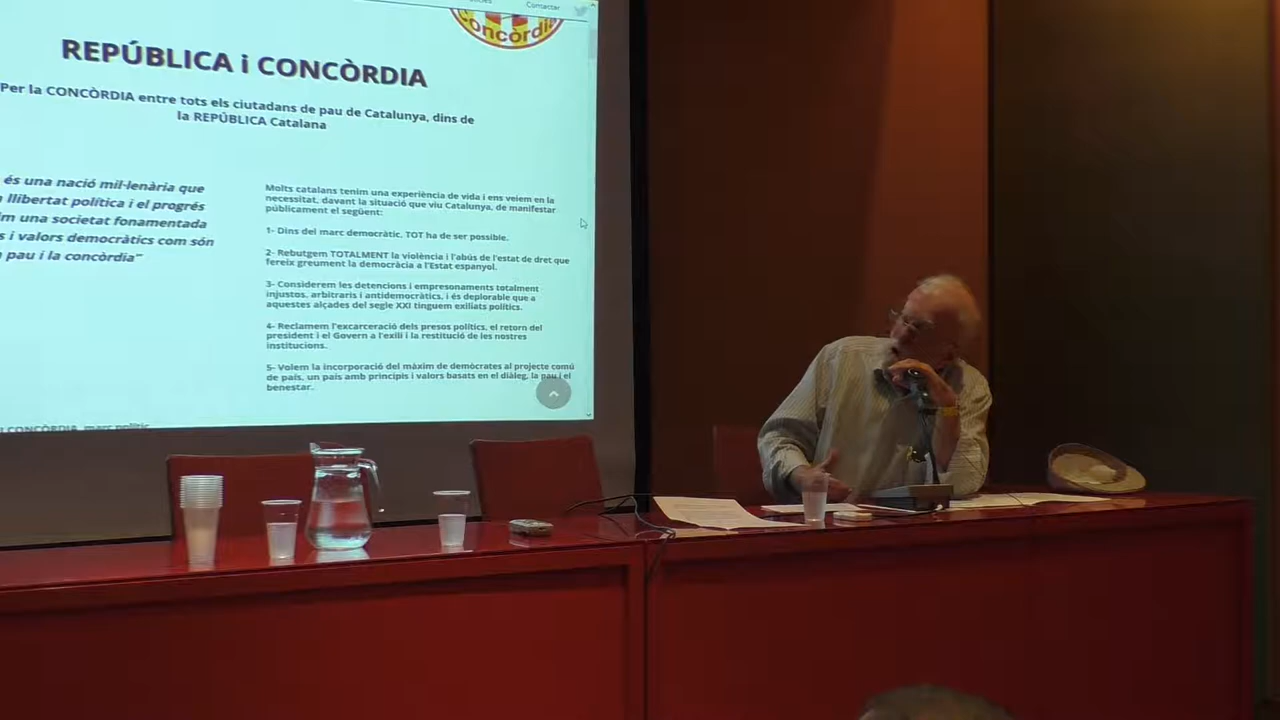 Contactar
Concòrdia
REPÚBLICA i CONCÒRDIA
Per la CONCÒRDIA entre tots els ciutadans de pau de Catalunya, dins de
la REPÚBLICA Catalana
és una nació mil·lenària que
llibertat política i el progrés
una societat fonamentada
s i valors democràtics com són
pau i la concòrdia"
Molts catalans tenim una experiència de vida i ens veiem en la
necessitat, davant la situació que viu Catalunya, de manifestar
públicament el següent:
1- Dins del marc democràtic, TOT ha de ser possible.
2- Rebutgem TOTALMENT la violència i l'abús de l'estat de dret que
fereix greument la democràcia a l'Estat espanyol.
3- Considerem les detencions i empresonaments totalment
injustos, arbitraris i antidemocràtics, i és deplorable que a
aquestes alçades del segle XXI tinguem exiliats polítics.
4- Reclamem l'excarceració dels presos polítics, el retorn del
president i el Govern a l'exili i la restitució de les nostres
institucions.
5- Volem la incorporació del màxim de demòcrates al projecte comú
de país, un país amb principis i valors basats en el diàleg, la pau i el
benestar.
CONCÒRDIA, marc polític